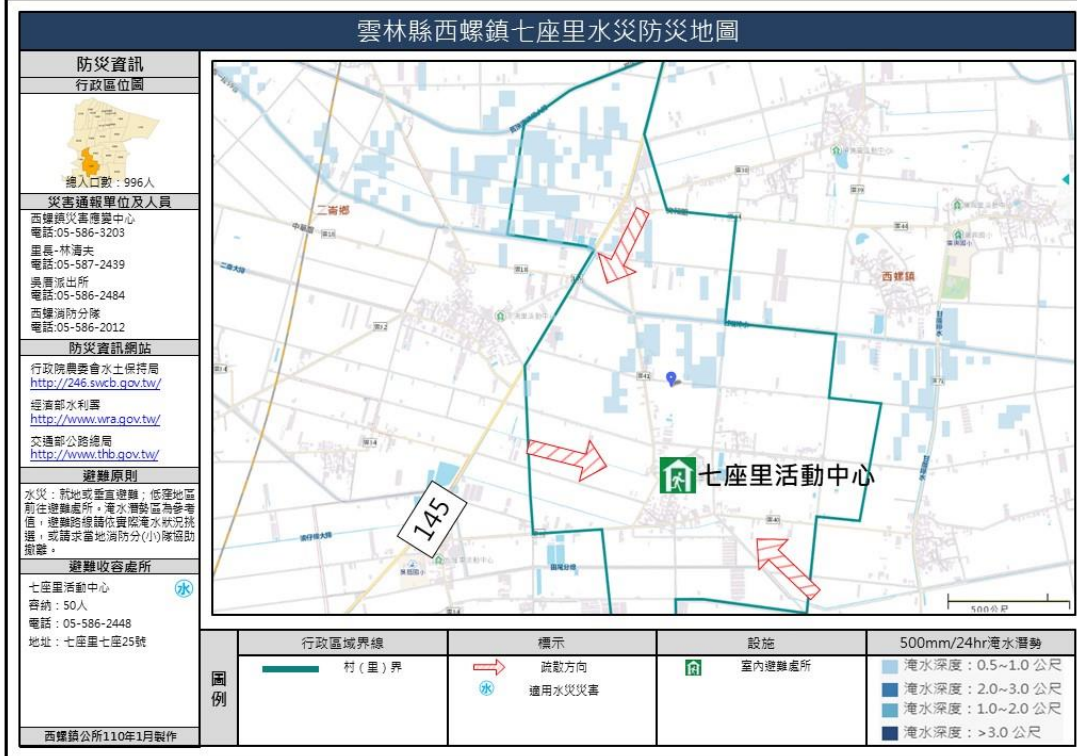 雲林縣西螺鎮七座里水災防災地圖
防災資訊
行政區位圖
總人口數：996人
災害通報單位及人員
西螺鎮災害應變中心
電話:05-586-3203
電話:05-587-2439
吳厝派出所
電話:05-586-2484
西螺消防分隊
電話:05-586-2012
防災資訊網站
行政院農委會水土保持局
http://246.swcb.gov.tw/
經濟部水利署
http://www.wra.gov.tw/
交通部公路總局
http://www.thb.gov.tw/
避難原則
水災：就地或垂直避難；低窪地區
前往避難處所。淹水潛勢區為參考
值，避難路線請依實際淹水狀況挑
選，或請求當地消防分(小)隊協助
撤離。
避難收容處所
七座里活動中心
水
容納：50人
電話：05-586-2448
地址：七座里七座25號
西螺鎮公所110年1月製作
二崙鄉
西螺鎮
七座里活動中心
145
500公尺
圖例
行政區域界線
村（里）界
標示
疏散方向
水
適用水災災害
設施
室內避難處所
500mm/24hr淹水潛勢
淹水深度：0.5~1.0 公尺
淹水深度：2.0~3.0 公尺
淹水深度：1.0~2.0 公尺
淹水深度：>3.0 公尺